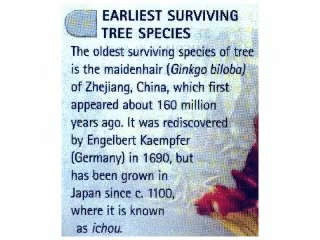 EARLIEST SURVIVING
TREE SPECIES
The oldest surviving species of tree
is the maidenhair (Ginkgo biloba)
of Zhejiang, China, which first
appeared about 160 million
years ago. It was rediscovered
by Engelbert Kaempfer
(Germany) in 1690, but
has been grown in
Japan since c. 1100,
where it is known
as ichou.